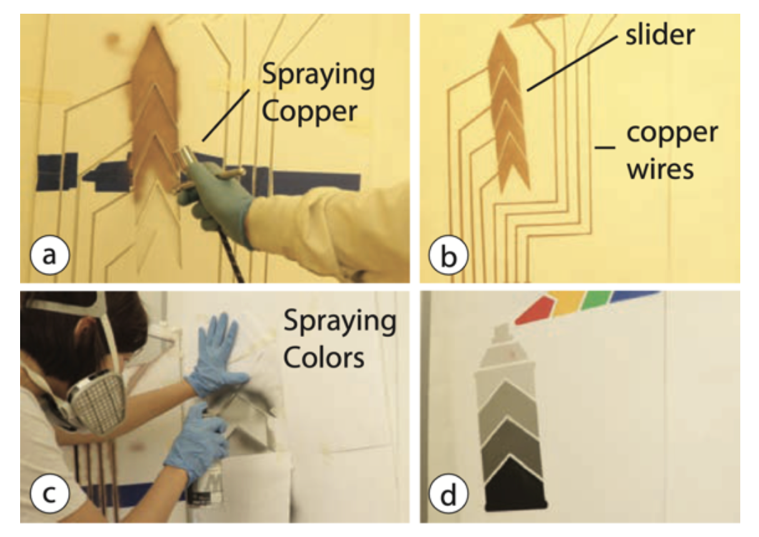 Spraying
Copper
a
slider
copper
wires
b
Spraying
Colors
c
d